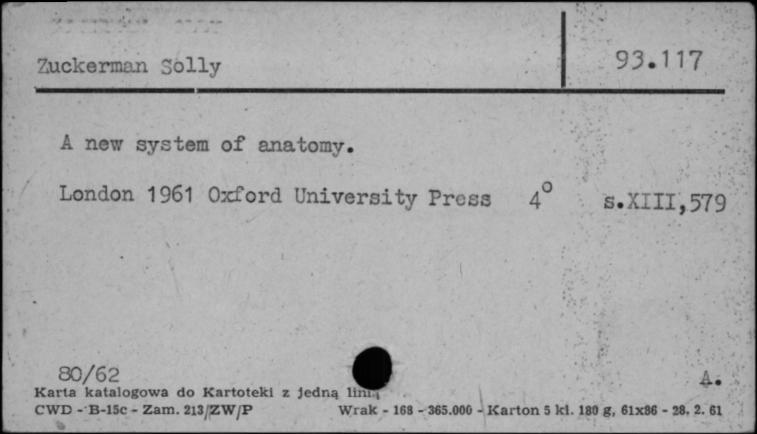 Zuckerman Solly 93.117
A new system of anatomy.
London 1961 Oxford University Press 4° s.XIII,579
80/62 A.
Karta katalogowa do Kartoteki z jedną linią
CWD - B-15c - Zam. 213/ZW/P Wrak - 168 - 365.000 - Karton 5 kl. 180 g, 61x86 - 28. 2. 61